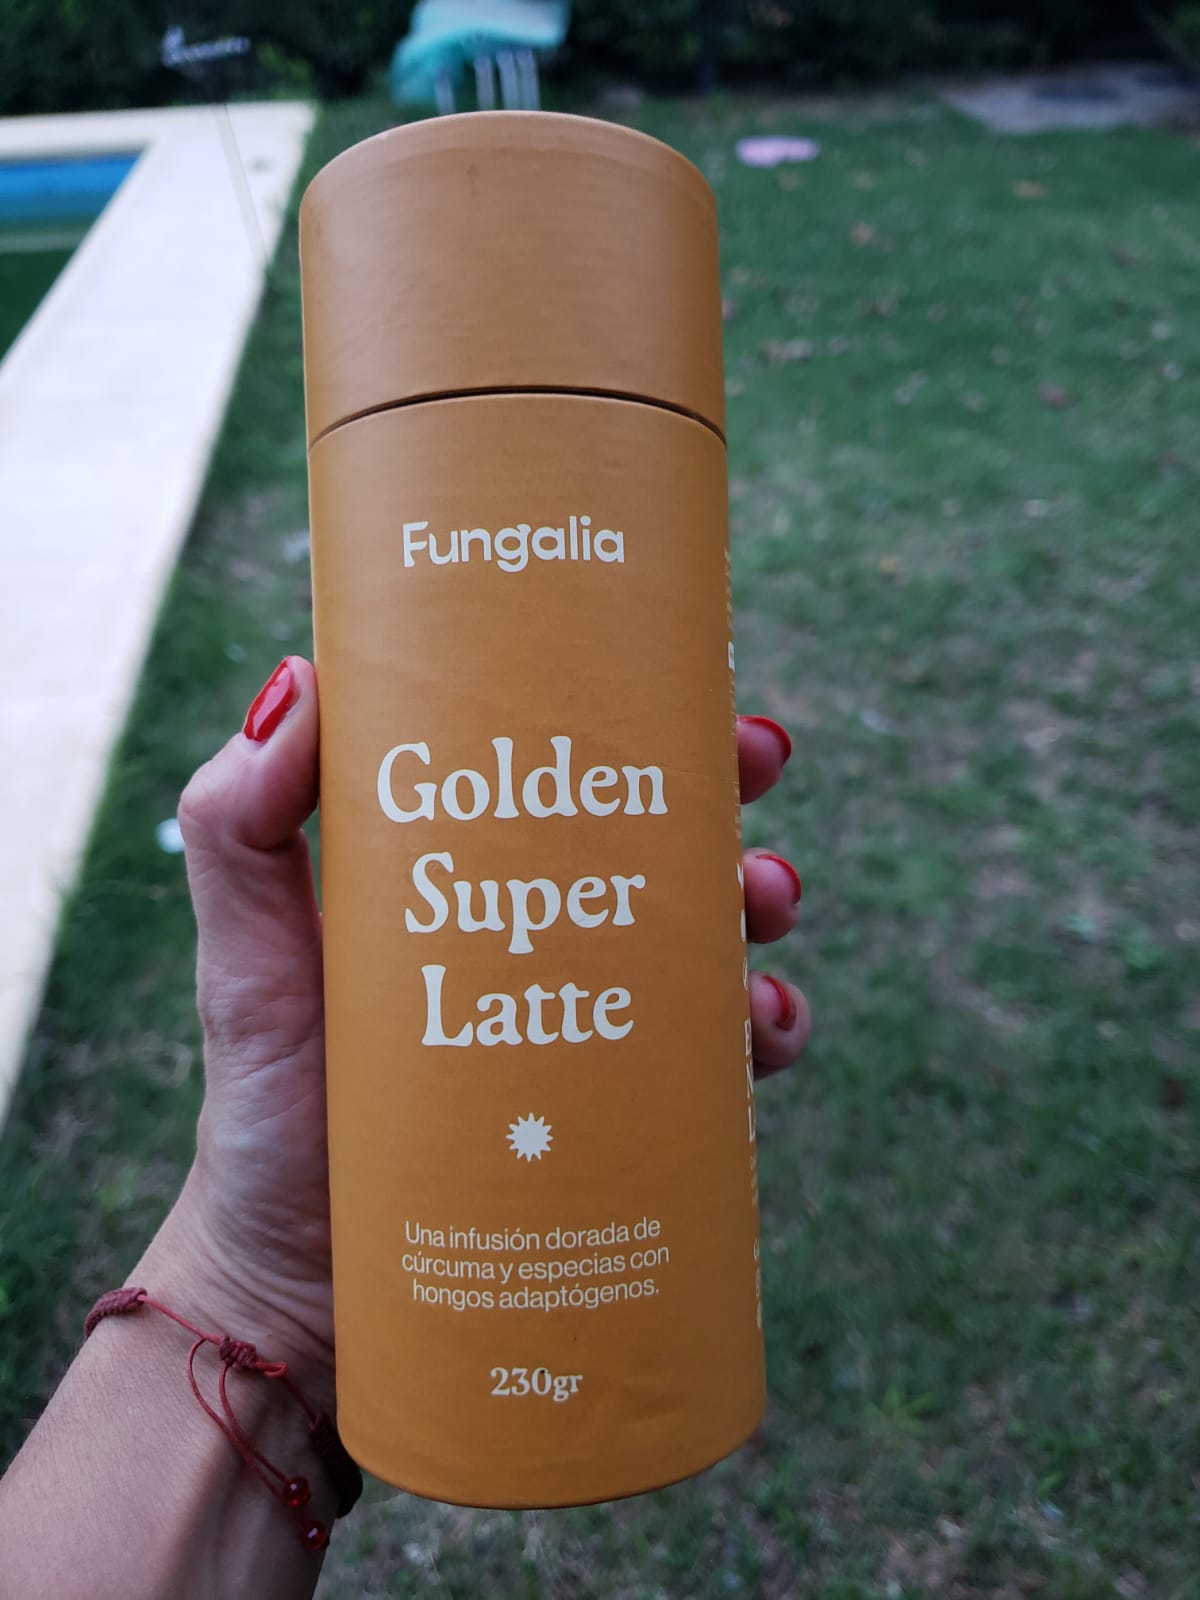 Fungalia
Golden
Super
Latte
Una infusión dorada de
cúrcuma y especias con
hongos adaptógenos.
230gr